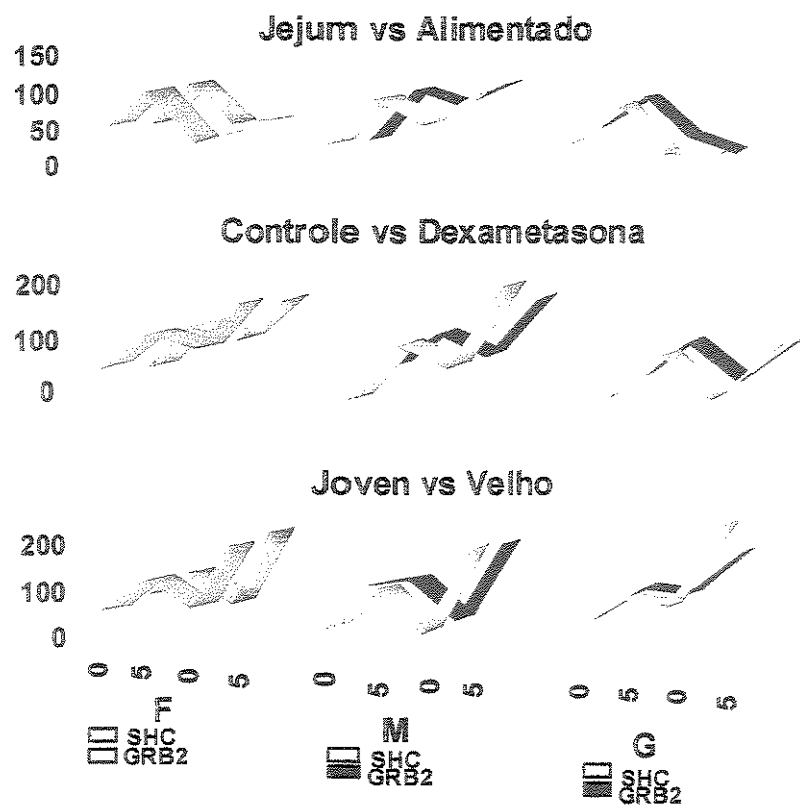 Jejum vs Alimentado
150
100
50
0
Controle vs Dexametasona
200
100
0
Joven vs Velho
200
100
0
0 5 0 5 0 5 0 5 0 5 0 5
F M G
SHC
GRB2
SHC
GRB2
SHC
GRB2